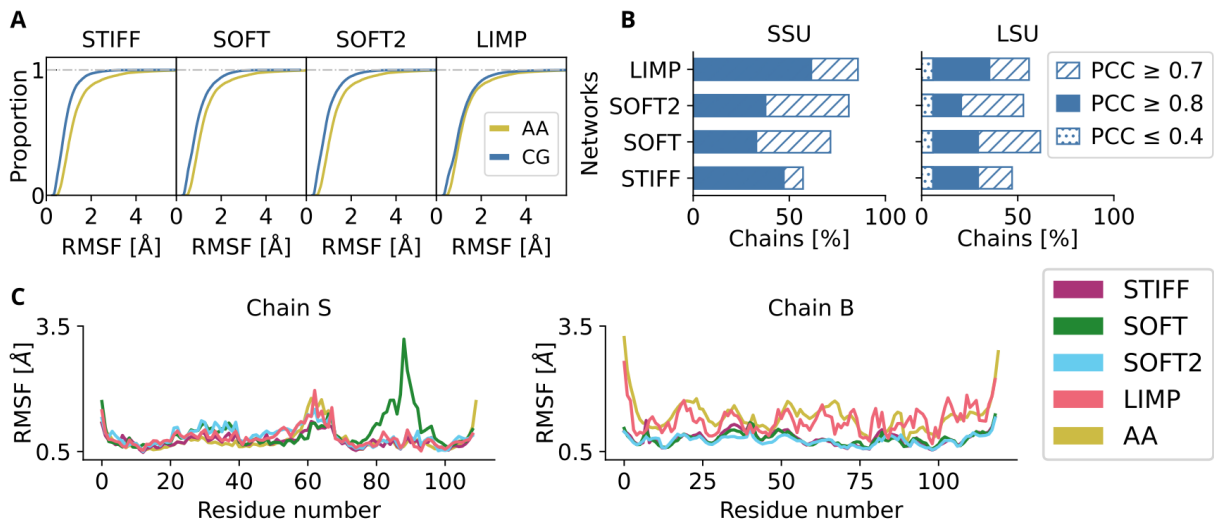 A
STIFF
SOFT
SOFT2
LIMP
Proportion
1
0
AA
CG
0 2 4
0 2 4
0 2 4
0 2 4
RMSF [Å]
RMSF [Å]
RMSF [Å]
RMSF [Å]
B
SSU
LSU
Networks
LIMP
SOFT2
SOFT
STIFF
0 50 100
0 50 100
Chains [%]
Chains [%]
PCC ≥ 0.7
PCC ≥ 0.8
PCC ≤ 0.4
C
Chain S
RMSF [Å]
3.5
0.5
0 20 40 60 80 100
Residue number
Chain B
RMSF [Å]
3.5
0.5
0 25 50 75 100
Residue number
STIFF
SOFT
SOFT2
LIMP
AA